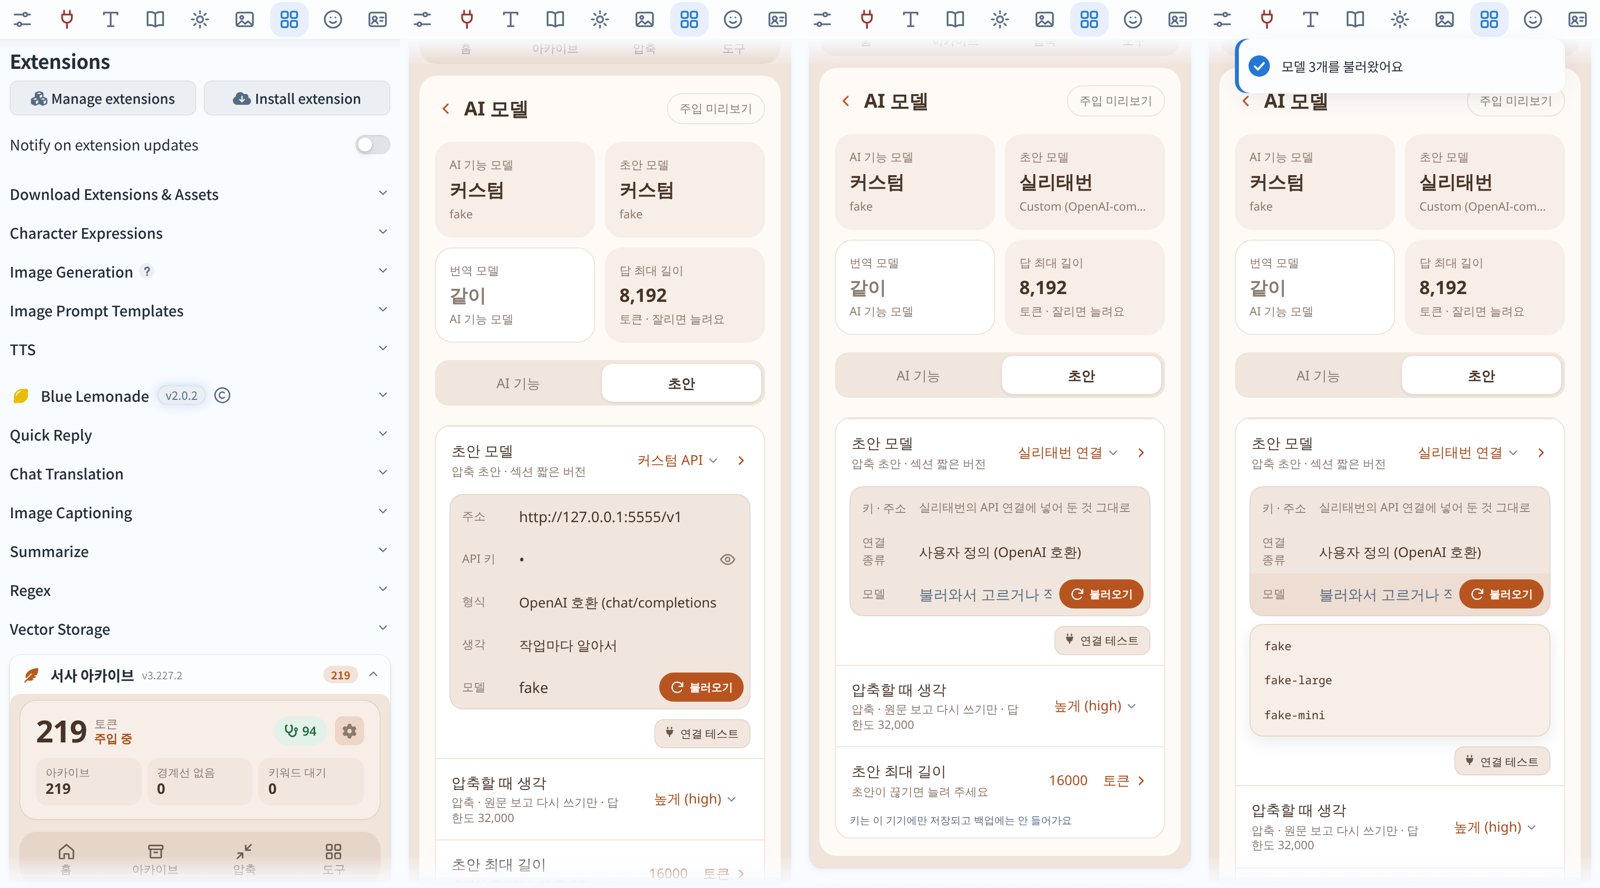 Extensions
Manage extensions
Install extension
Notify on extension updates
Download Extensions & Assets
Character Expressions
Image Generation ?
Image Prompt Templates
TTS
Blue Lemonade v2.0.2
Quick Reply
Chat Translation
Image Captioning
Summarize
Regex
Vector Storage
서사 아카이브 v3.227.2 219
219 토큰
주입 중
94
아카이브
219
경계선 없음
0
키워드 대기
0
홈 아카이브 압축 도구
홈 아카이브 압축 도구
AI 모델
주입 미리보기
AI 기능 모델
커스텀
fake
초안 모델
커스텀
fake
번역 모델
같이
AI 기능 모델
답 최대 길이
8,192
토큰 · 잘리면 늘려요
AI 기능
초안
초안 모델
압축 초안 · 섹션 짧은 버전
커스텀 API
주소 http://127.0.0.1:5555/v1
API 키 •
형식 OpenAI 호환 (chat/completions
생각 작업마다 알아서
모델 fake
불러오기
연결 테스트
압축할 때 생각
압축 · 원문 보고 다시 쓰기만 · 답
한도 32,000
높게 (high)
초안 최대 길이
16000 토큰
AI 모델
주입 미리보기
AI 기능 모델
커스텀
fake
초안 모델
실리태번
Custom (OpenAI-com...
번역 모델
같이
AI 기능 모델
답 최대 길이
8,192
토큰 · 잘리면 늘려요
AI 기능
초안
초안 모델
압축 초안 · 섹션 짧은 버전
실리태번 연결
키 · 주소 실리태번의 API 연결에 넣어 둔 것 그대로
연결
종류
사용자 정의 (OpenAI 호환)
모델 불러와서 고르거나
불러오기
연결 테스트
압축할 때 생각
압축 · 원문 보고 다시 쓰기만 · 답
한도 32,000
높게 (high)
초안 최대 길이
초안이 끊기면 늘려 주세요
16000 토큰
키는 이 기기에만 저장되고 백업에는 안 들어가요
모델 3개를 불러왔어요
AI 모델
주입 미리보기
AI 기능 모델
커스텀
fake
초안 모델
실리태번
Custom (OpenAI-com...
번역 모델
같이
AI 기능 모델
답 최대 길이
8,192
토큰 · 잘리면 늘려요
AI 기능
초안
초안 모델
압축 초안 · 섹션 짧은 버전
실리태번 연결
키 · 주소 실리태번의 API 연결에 넣어 둔 것 그대로
연결
종류
사용자 정의 (OpenAI 호환)
모델 불러와서 고르거나
불러오기
fake
fake-large
fake-mini
연결 테스트
압축할 때 생각
압축 · 원문 보고 다시 쓰기만 · 답
한도 32,000
높게 (high)